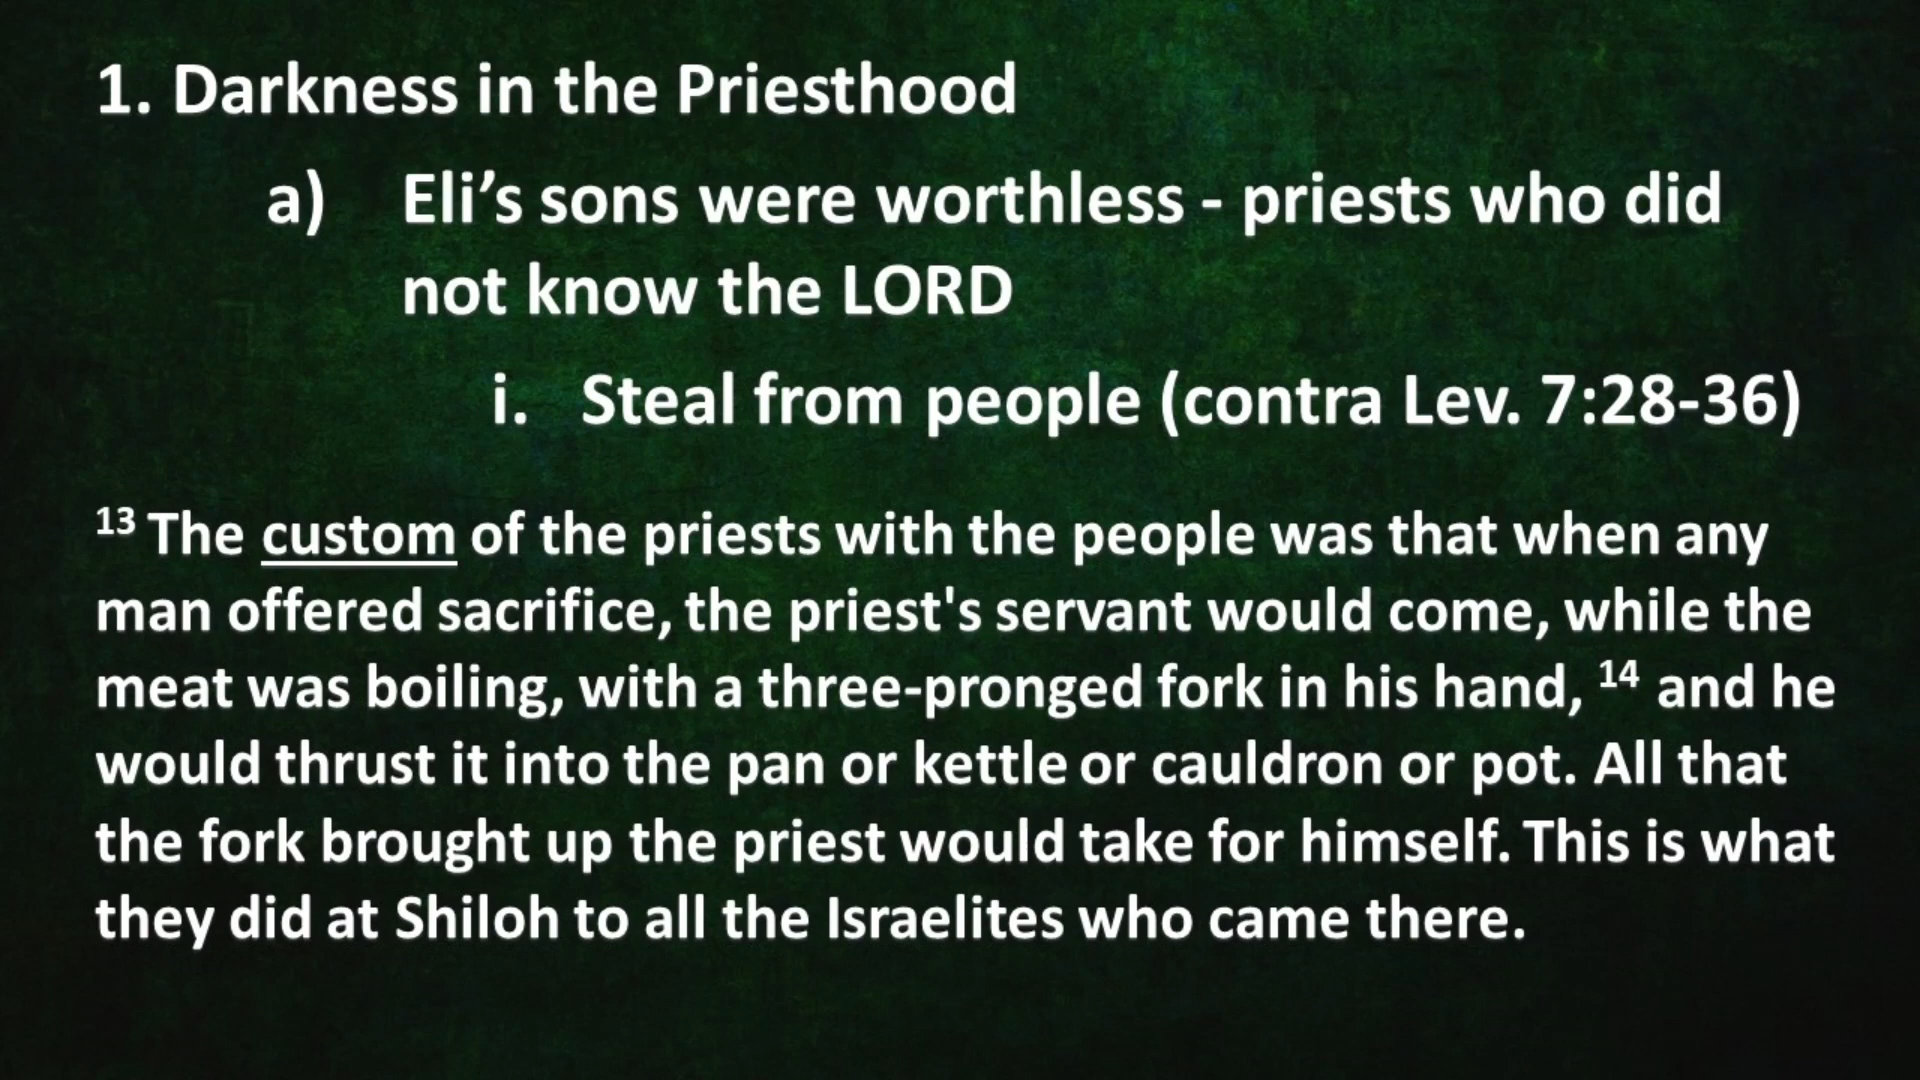 1. Darkness in the Priesthood
a) Eli’s sons were worthless - priests who did
not know the LORD
i. Steal from people (contra Lev. 7:28-36)
13 The custom of the priests with the people was that when any
man offered sacrifice, the priest's servant would come, while the
meat was boiling, with a three-pronged fork in his hand, 14 and he
would thrust it into the pan or kettle or cauldron or pot. All that
the fork brought up the priest would take for himself. This is what
they did at Shiloh to all the Israelites who came there.